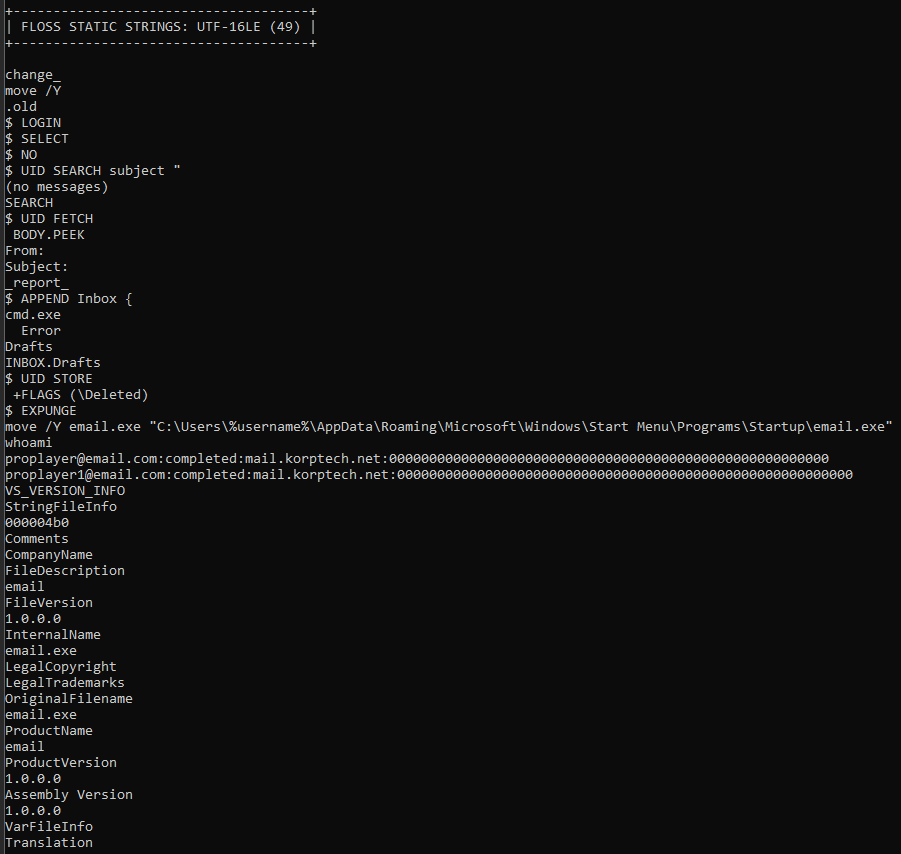 +-------------------------------------+
| FLOSS STATIC STRINGS: UTF-16LE (49) |
+-------------------------------------+
change_
move /Y
.old
$ LOGIN
$ SELECT
$ NO
$ UID SEARCH subject "
(no messages)
SEARCH
$ UID FETCH
 BODY.PEEK
From:
Subject:
_report_
$ APPEND Inbox {
cmd.exe
  Error
Drafts
INBOX.Drafts
$ UID STORE
 +FLAGS (\Deleted)
$ EXPUNGE
move /Y email.exe "C:\Users\%username%\AppData\Roaming\Microsoft\Windows\Start Menu\Programs\Startup\email.exe"
whoami
proplayer@email.com:completed:mail.korptech.net:0000000000000000000000000000000000000000000000000000000
proplayer1@email.com:completed:mail.korptech.net:000000000000000000000000000000000000000000000000000000000
VS_VERSION_INFO
StringFileInfo
000004b0
Comments
CompanyName
FileDescription
email
FileVersion
1.0.0.0
InternalName
email.exe
LegalCopyright
LegalTrademarks
OriginalFilename
email.exe
ProductName
email
ProductVersion
1.0.0.0
Assembly Version
1.0.0.0
VarFileInfo
Translation